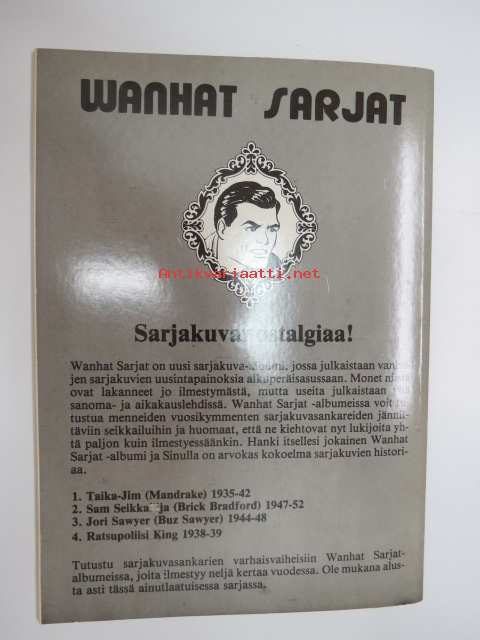 WANHAT SARJAT
Antikvariaatti.net
Sarjakuvanostalgiaa!
Wanhat Sarjat on uusi sarjakuva- jossa julkaistaan
jen sarjakuvien uusintapainoksia alkuperäisasussaan. Monet
ovat lakanneet jo ilmestymästä, mutta useita julkaistaan
sanoma- ja aikakauslehdissä. Wanhat Sarjat -albumeissa voit tu-
tustua menneiden vuosikymmenten sarjakuvasankareiden jännit-
täviin seikkailuihin ja huomaat, että ne kiehtovat nyt lukijoita yh-
tä paljon kuin ilmestyessäänkin. Hanki itsellesi jokainen Wanhat
Sarjat -albumi ja Sinulla on arvokas kokoelma sarjakuvien histori-
aa.
1. Taika-Jim (Mandrake) 1935-42
2. Sam Seikkailija (Brick Bradford) 1947-52
3. Jori Sawyer (Buz Sawyer) 1944-48
4. Ratsupoliisi King 1938-39
Tutustu sarjakuvasankarien varhaisvaiheisiin Wanhat Sarjat-
albumeissa, joita ilmestyy neljä kertaa vuodessa. Ole mukana alus-
ta asti tässä ainutlaatuisessa sarjassa.